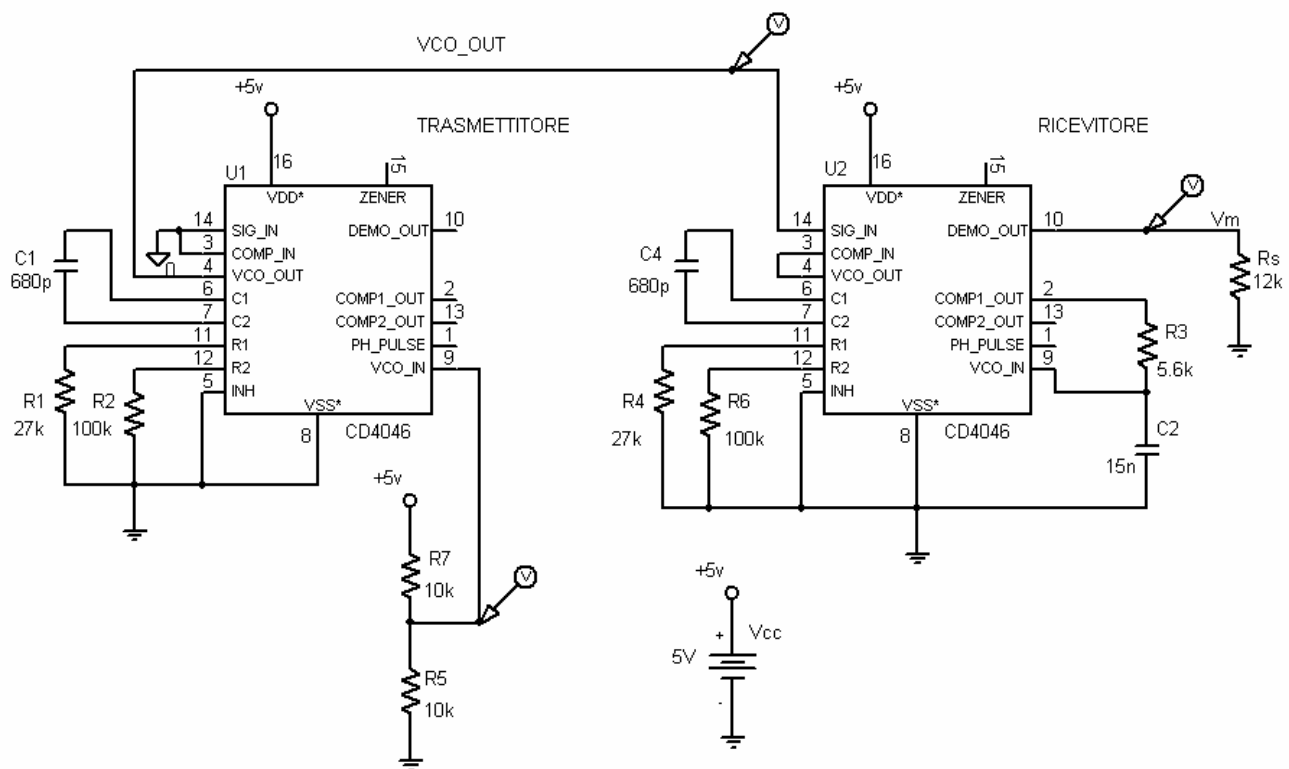 VCO_OUT
V
+5v
TRASMETTITORE
+5v
RICEVITORE
U1
16
15
VDD*
ZENER
14
SIG_IN
DEMO_OUT
10
3
COMP_IN
0
4
VCO_OUT
C1
680p
6
C1
COMP1_OUT
2
7
C2
COMP2_OUT
13
11
R1
PH_PULSE
1
12
R2
VCO_IN
9
5
INH
VSS*
8
CD4046
R1
27k
R2
100k
U2
16
15
VDD*
ZENER
V
14
SIG_IN
DEMO_OUT
10
Vm
3
COMP_IN
4
VCO_OUT
Rs
12k
C4
680p
6
C1
COMP1_OUT
2
7
C2
COMP2_OUT
13
11
R1
PH_PULSE
1
R3
5.6k
12
R2
VCO_IN
9
5
INH
VSS*
8
CD4046
R4
27k
R6
100k
C2
15n
+5v
R7
10k
V
R5
10k
+5v
+
Vcc
5V
-